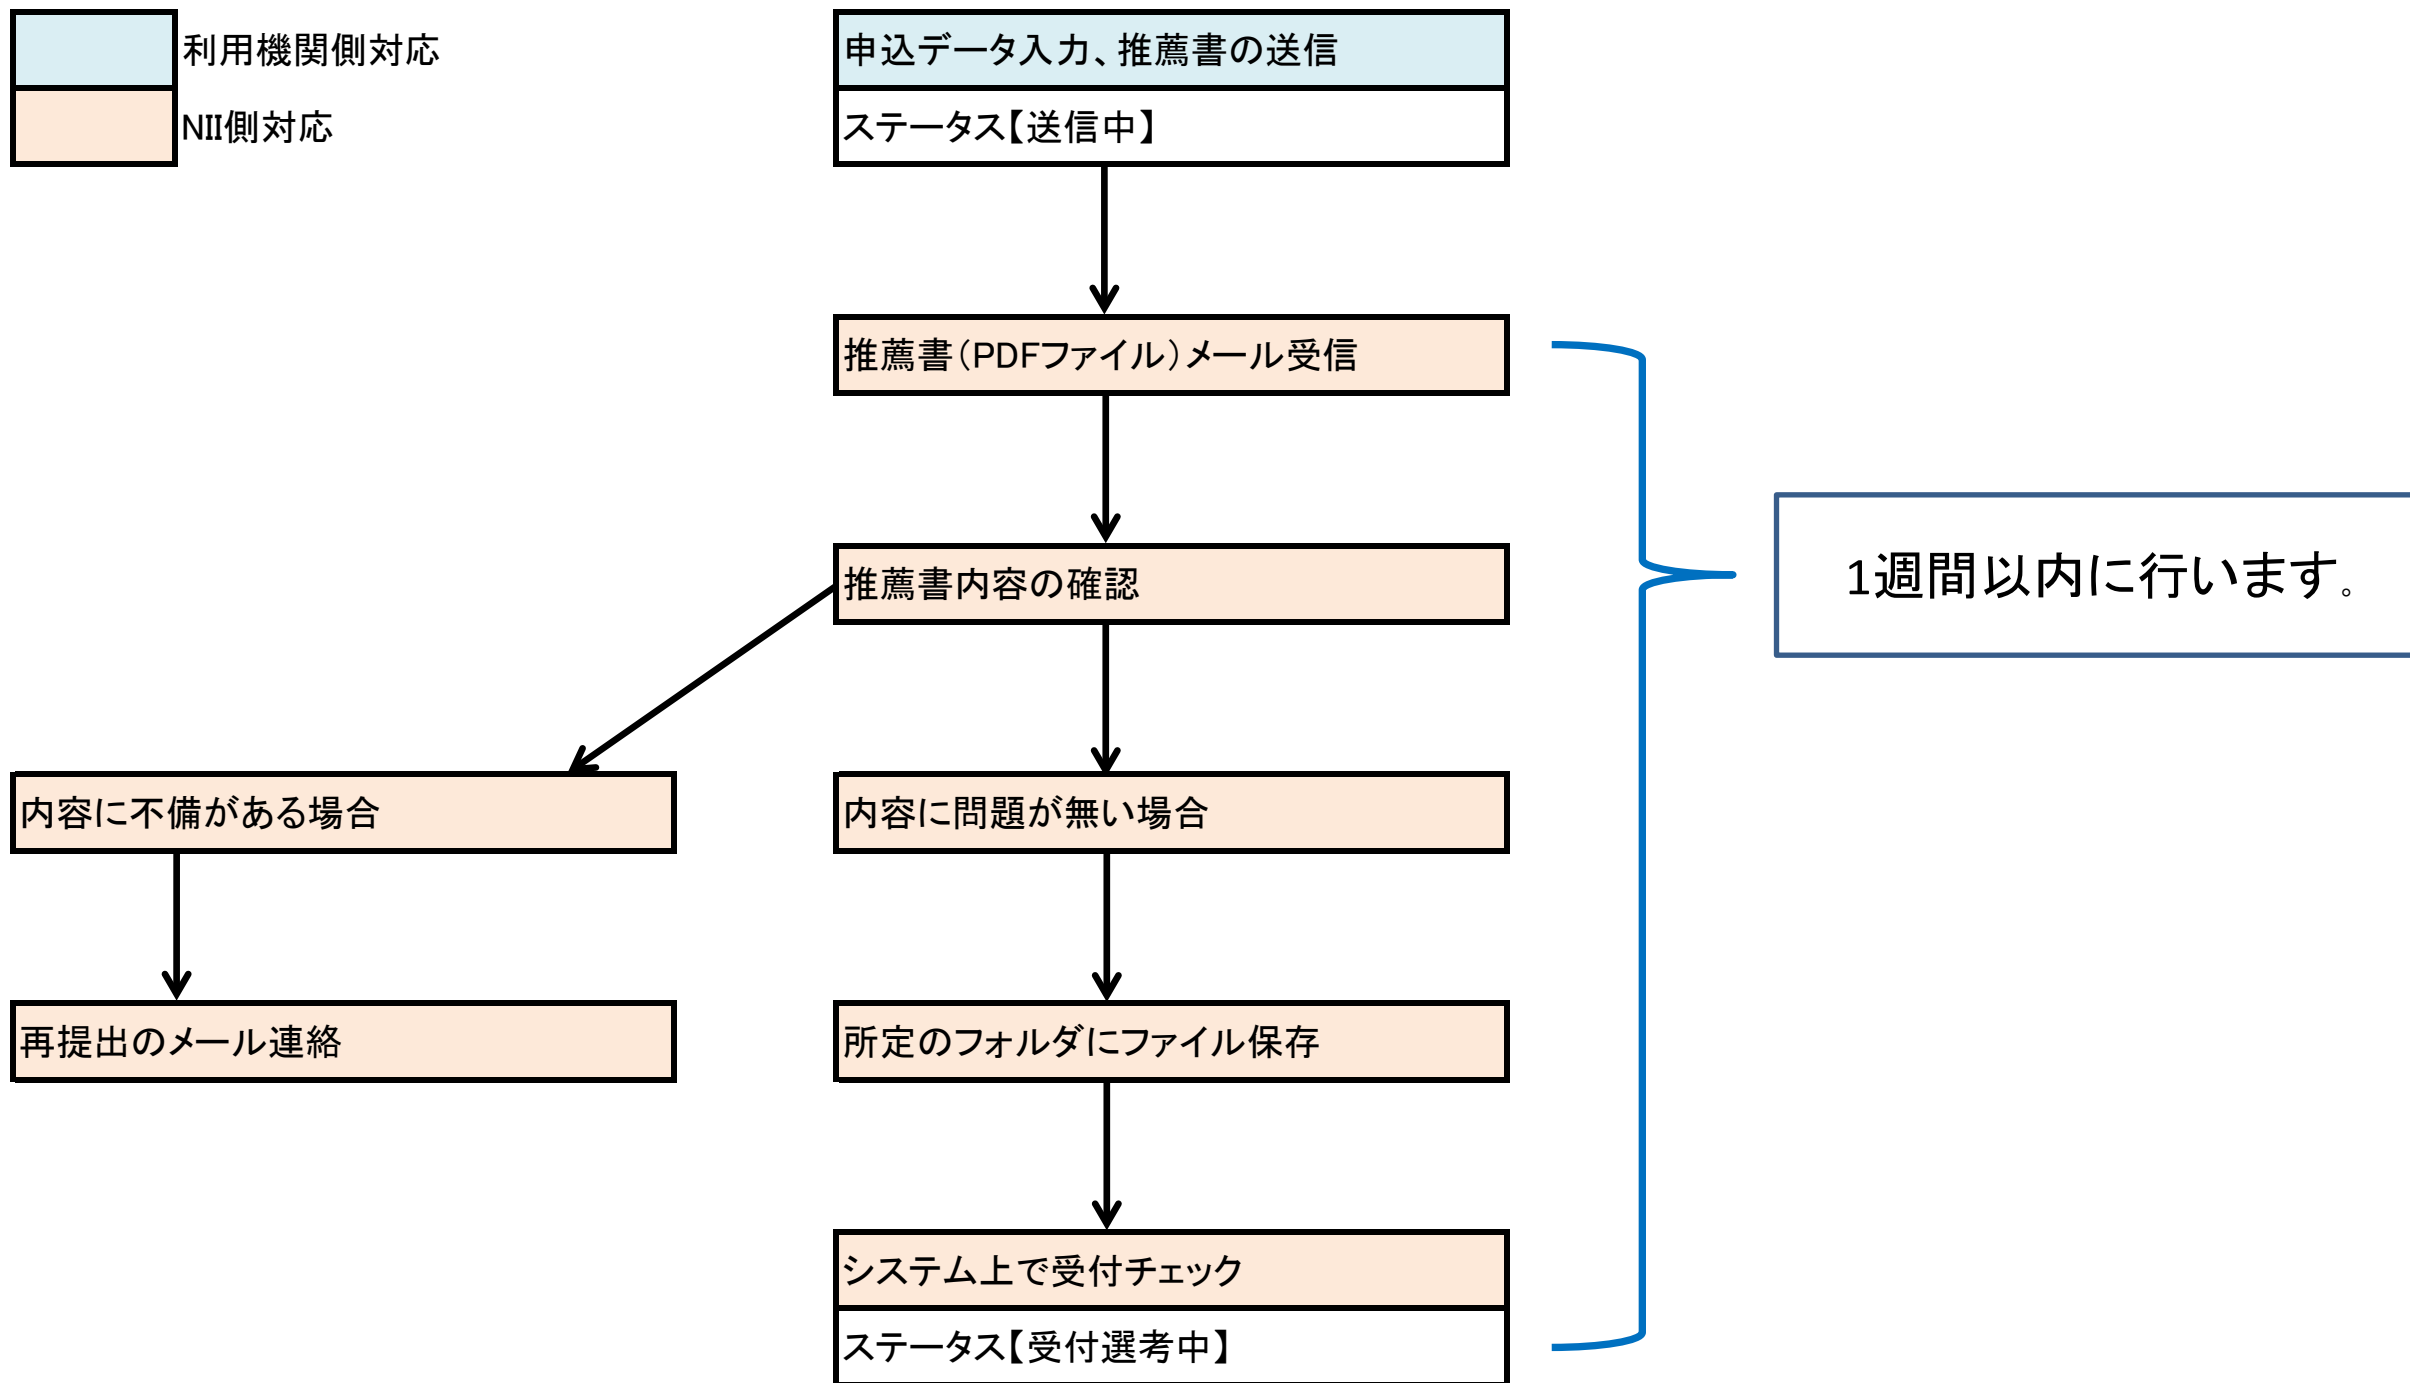 利用機関側対応
NII側対応
申込データ入力、推薦書の送信
ステータス【送信中】
推薦書（PDFファイル）メール受信
推薦書内容の確認
1週間以内に行います。
内容に不備がある場合
内容に問題が無い場合
再提出のメール連絡
所定のフォルダにファイル保存
システム上で受付チェック
ステータス【受付選考中】